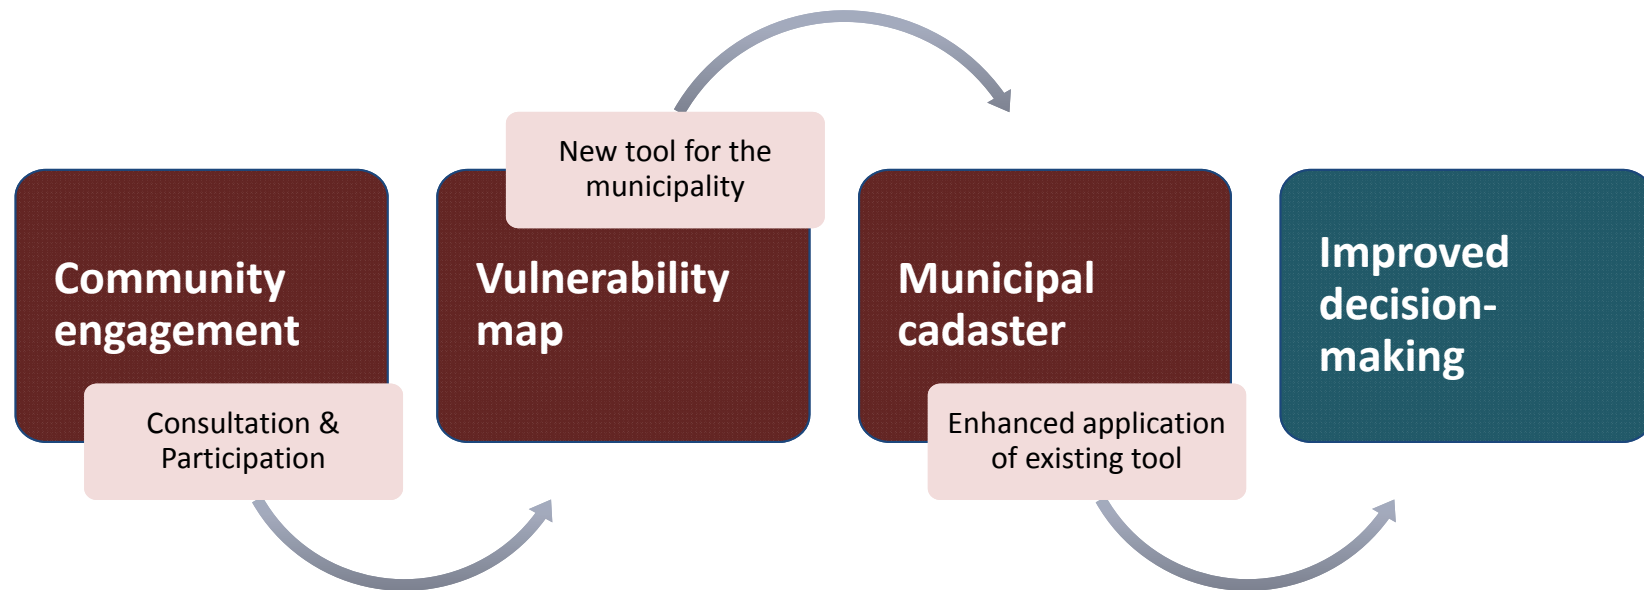 Community
engagement
Consultation &
Participation
New tool for the
municipality
Vulnerability
map
Municipal
cadaster
Enhanced application
of existing tool
Improved
decision-
making